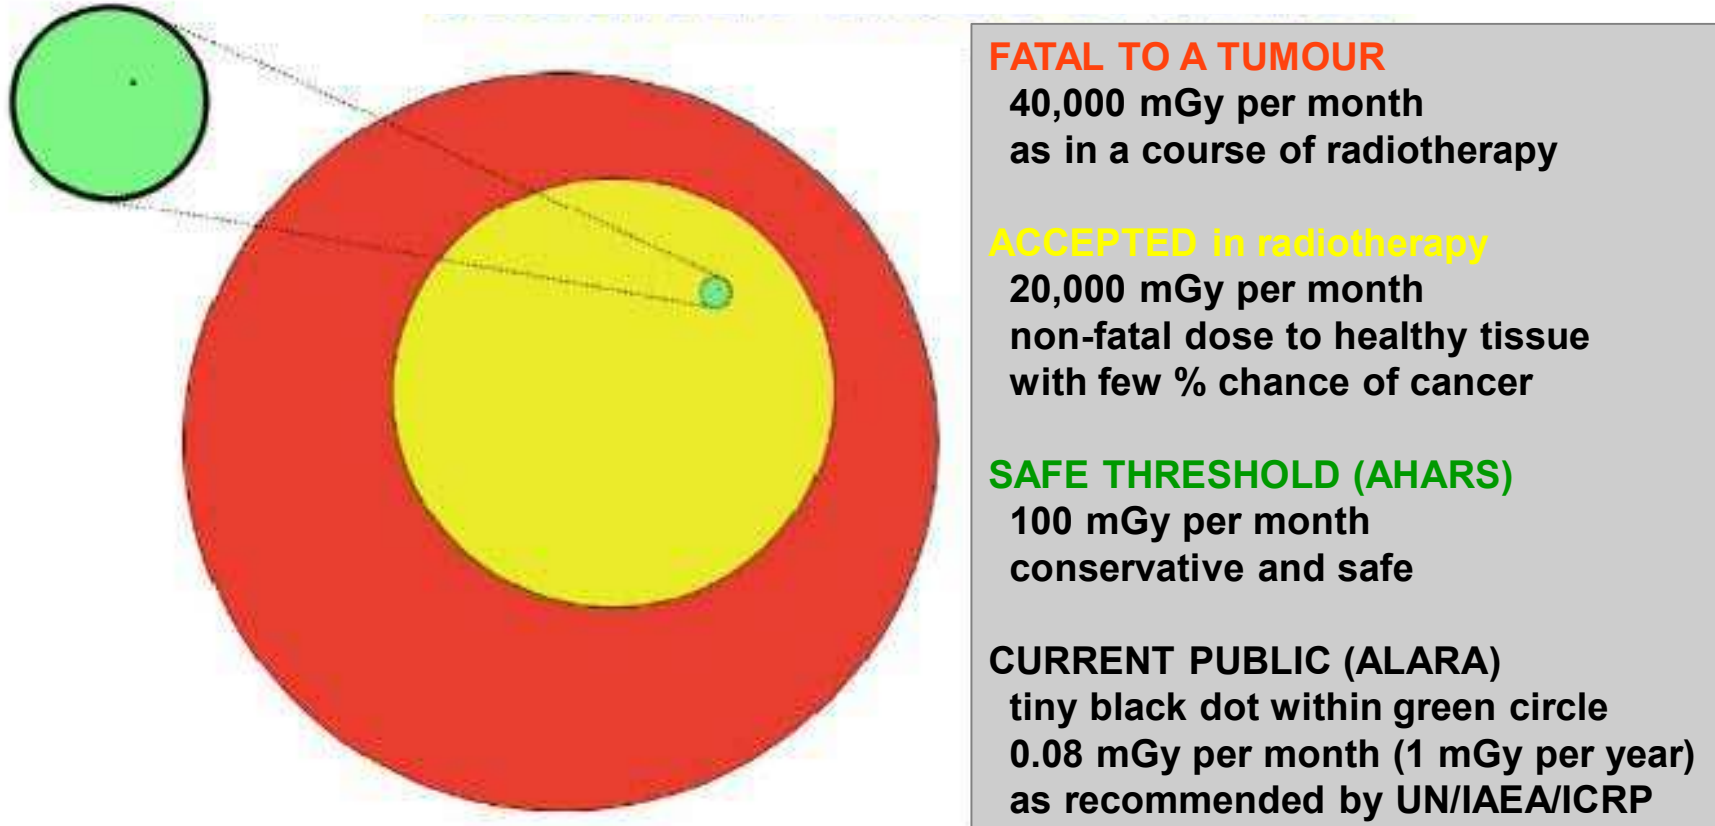 FATAL TO A TUMOUR
40,000 mGy per month
as in a course of radiotherapy
ACCEPTED in radiotherapy
20,000 mGy per month
non-fatal dose to healthy tissue
with few % chance of cancer
SAFE THRESHOLD (AHARS)
100 mGy per month
conservative and safe
CURRENT PUBLIC (ALARA)
tiny black dot within green circle
0.08 mGy per month (1 mGy per year)
as recommended by UN/IAEA/ICRP